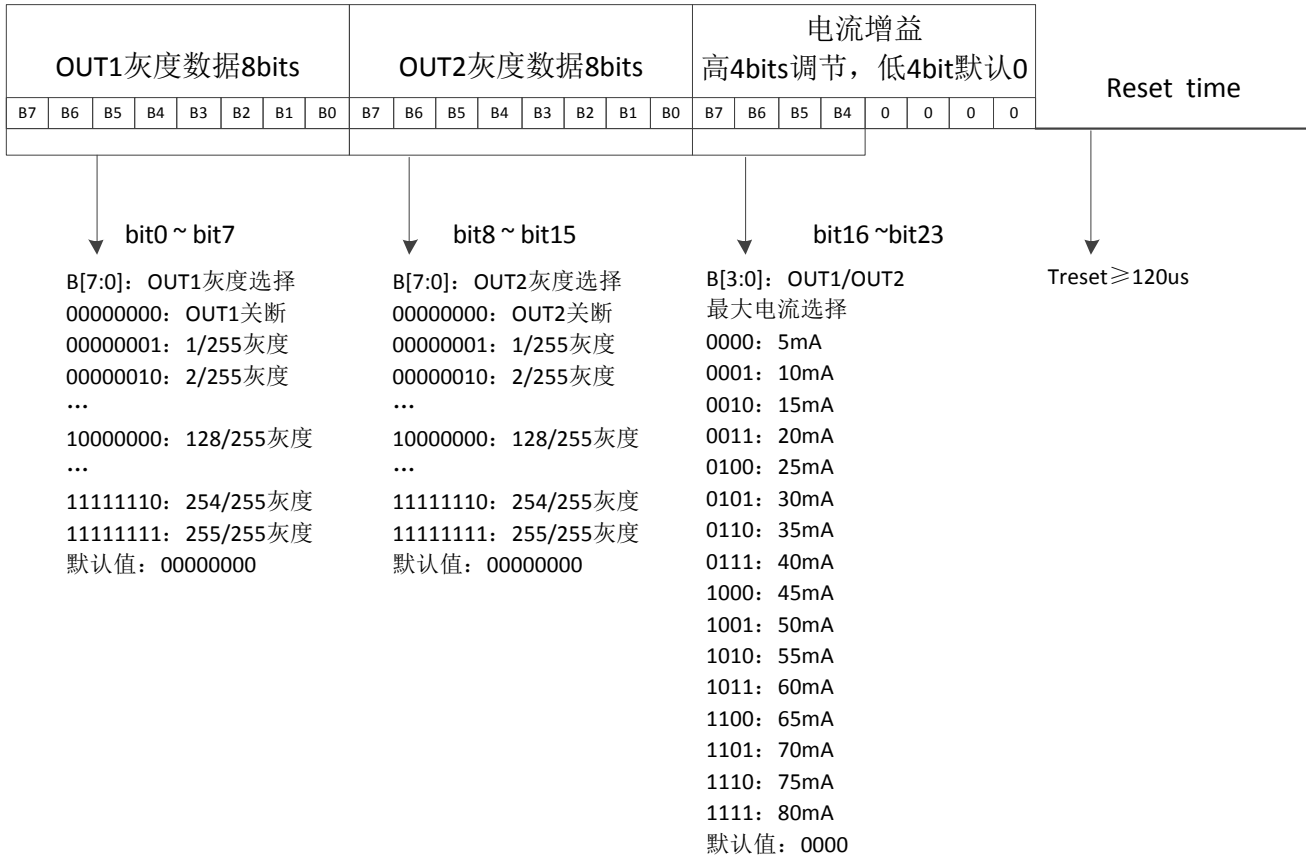 OUT1灰度数据8bits
OUT2灰度数据8bits
电流增益
高4bits调节，低4bit默认0
Reset time
B7 B6 B5 B4 B3 B2 B1 B0 B7 B6 B5 B4 B3 B2 B1 B0 B7 B6 B5 B4 0 0 0 0
bit0 ~ bit7
B[7:0]：OUT1灰度选择
00000000：OUT1关断
00000001：1/255灰度
00000010：2/255灰度
…
10000000：128/255灰度
…
11111110：254/255灰度
11111111：255/255灰度
默认值：00000000
bit8 ~ bit15
B[7:0]：OUT2灰度选择
00000000：OUT2关断
00000001：1/255灰度
00000010：2/255灰度
…
10000000：128/255灰度
…
11111110：254/255灰度
11111111：255/255灰度
默认值：00000000
bit16 ~bit23
B[3:0]：OUT1/OUT2
最大电流选择
0000：5mA
0001：10mA
0010：15mA
0011：20mA
0100：25mA
0101：30mA
0110：35mA
0111：40mA
1000：45mA
1001：50mA
1010：55mA
1011：60mA
1100：65mA
1101：70mA
1110：75mA
1111：80mA
默认值：0000
Treset≥120us